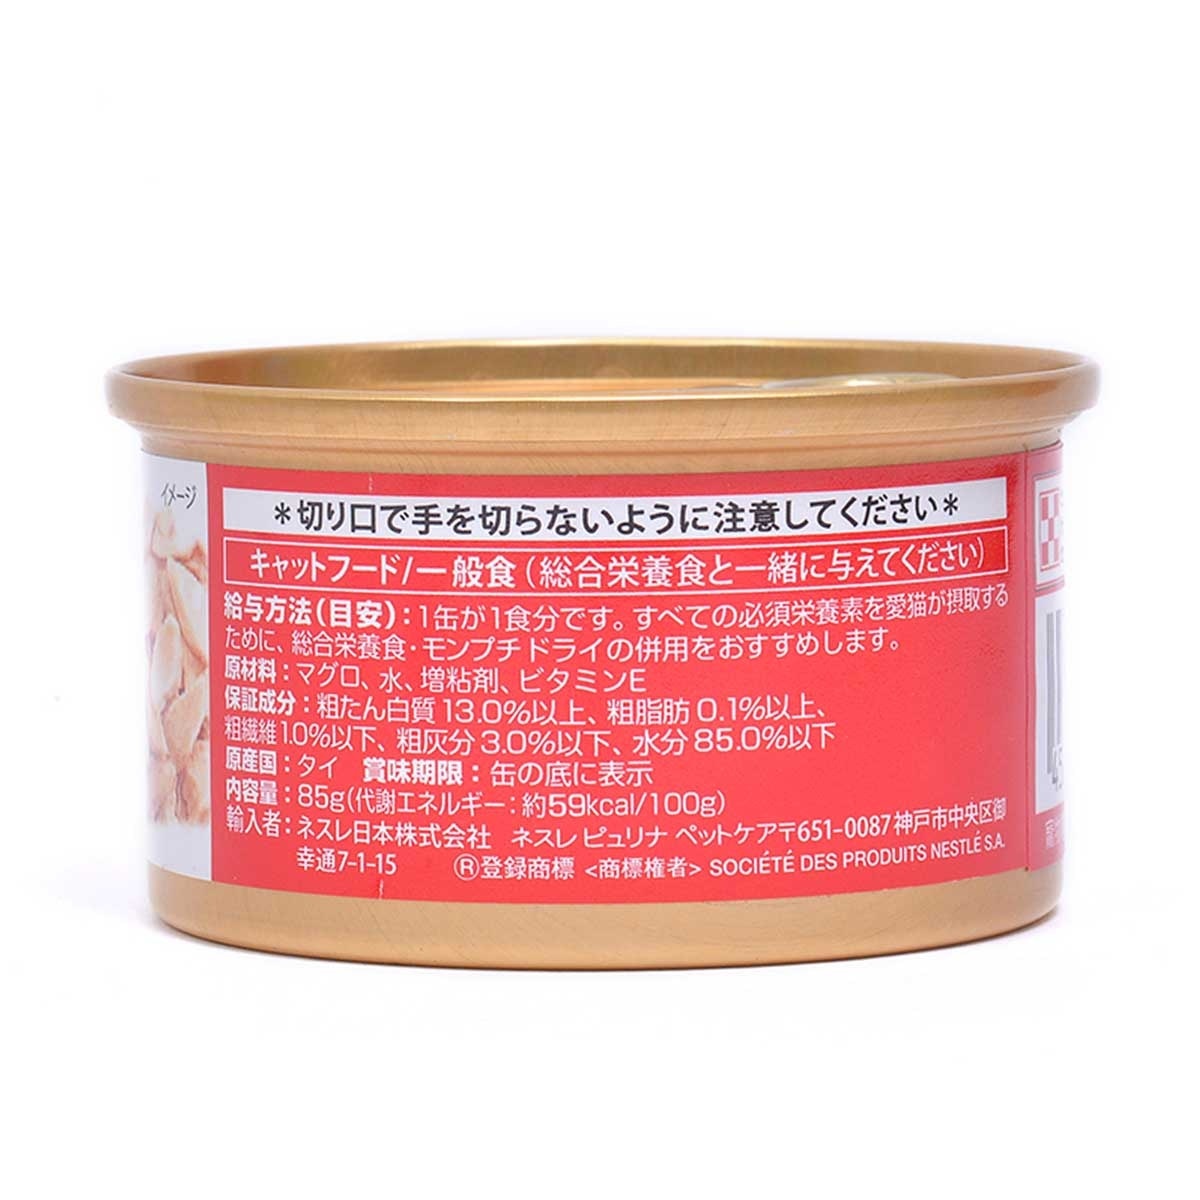 イメージ
＊切り口で手を切らないように注意してください＊
キャットフード/一般食（総合栄養食と一緒に与えてください）
給与方法（目安）：1缶が1食分です。すべての必須栄養素を愛猫が摂取する
ために、総合栄養食・モンプチ ドライの併用をおすすめします。
原材料：マグロ、水、増粘剤、ビタミンE
保証成分：粗たん白質 13.0％以上、粗脂肪 0.1％以上、
粗繊維 1.0％以下、粗灰分 3.0％以下、水分 85.0％以下
原産国：タイ　賞味期限：缶の底に表示
内容量：85g（代謝エネルギー：約59kcal/100g）
輸入者：ネスレ日本株式会社　ネスレ ピュリナ ペットケア〒651-0087 神戸市中央区御
幸通7-1-15　Ⓡ登録商標 <商標権者> SOCIÉTÉ DES PRODUITS NESTLÉ S.A.